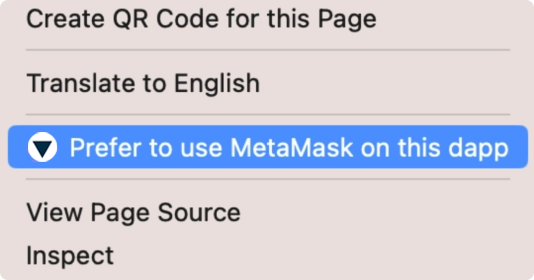 Create QR Code for this Page
Translate to English
Prefer to use MetaMask on this dapp
View Page Source
Inspect